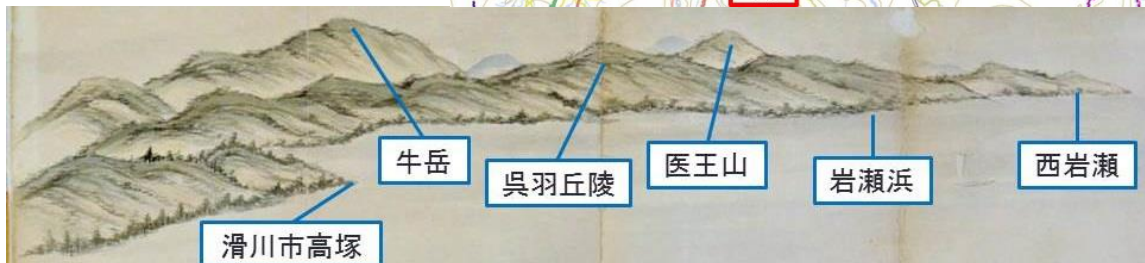 牛岳
呉羽丘陵
医王山
岩瀬浜
西岩瀬
滑川市高塚